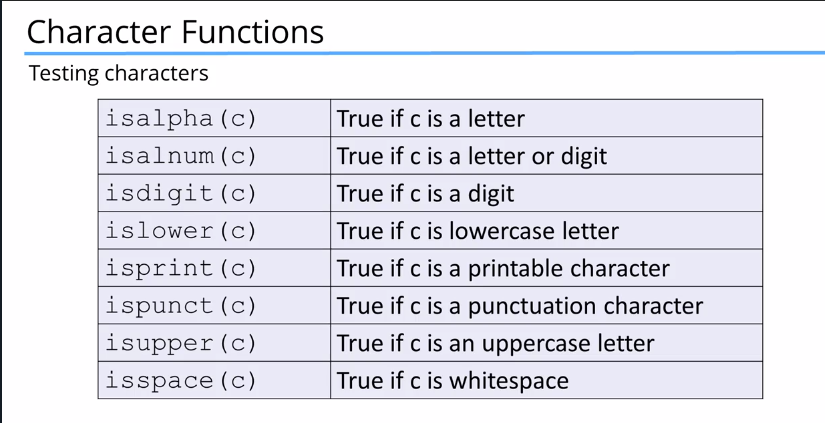 Character Functions
Testing characters
isalpha(c) True if c is a letter
isalnum(c) True if c is a letter or digit
isdigit(c) True if c is a digit
islower(c) True if c is lowercase letter
isprint(c) True if c is a printable character
ispunct(c) True if c is a punctuation character
isupper(c) True if c is an uppercase letter
isspace(c) True if c is whitespace